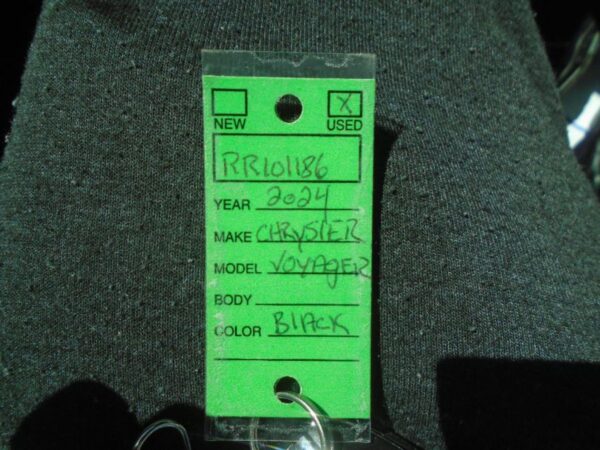 X
NEW USED
RR101186
YEAR 2024
MAKE CHRYSlER
MODEL VOYAgER
BODY
COLOR BlACK